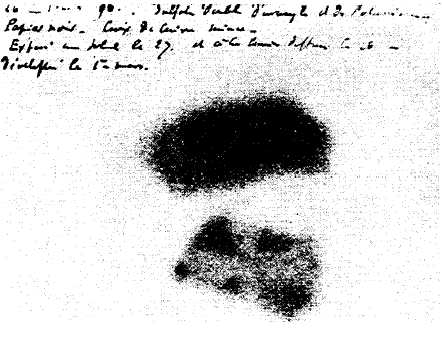 Sulfate Double D'uranyle et De Potassium
Papier noir. Croix De Cuivre mince -
Exposé au Soleil le 27. et à la lumière diffuse le 26 -
Développé le 1er mars.